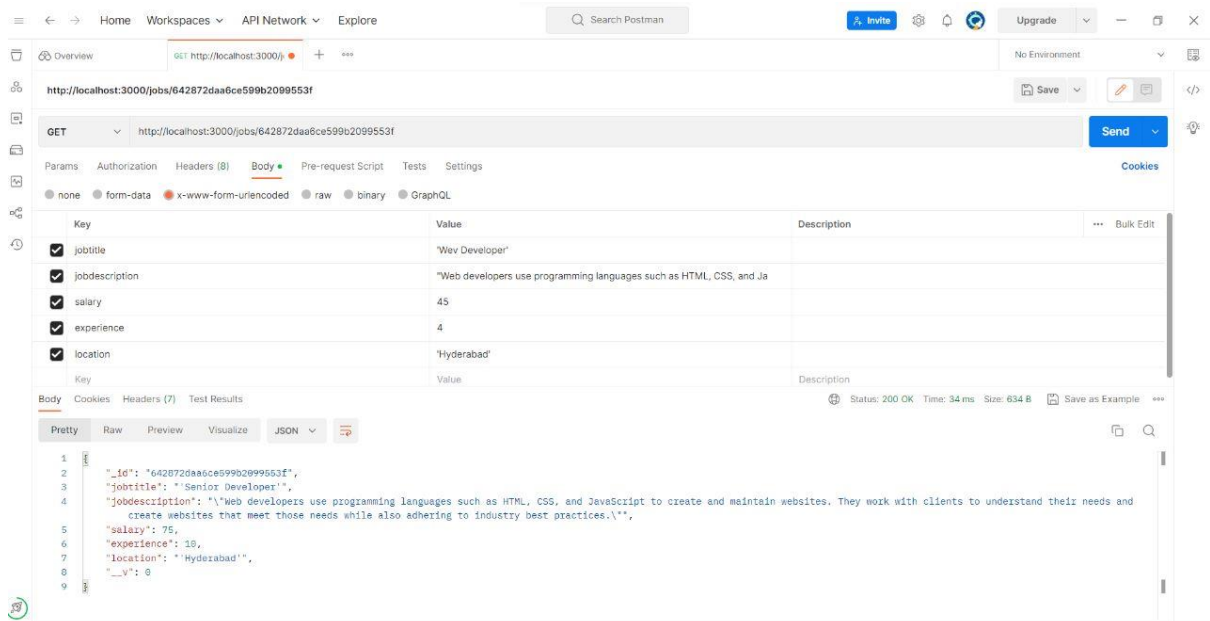 Home Workspaces API Network Explore Search Postman Invite Upgrade
Overview GET http://localhost:3000/j No Environment
http://localhost:3000/jobs/642872daa6ce599b2099553f Save
GET http://localhost:3000/jobs/642872daa6ce599b2099553f Send
Params Authorization Headers (8) Body Pre-request Script Tests Settings Cookies
none form-data x-www-form-urlencoded raw binary GraphQL
Key Value Description Bulk Edit
jobtitle 'Wev Developer'
jobdescription "Web developers use programming languages such as HTML, CSS, and Ja
salary 45
experience 4
location 'Hyderabad'
Key Value Description
Body Cookies Headers (7) Test Results Status: 200 OK Time: 34 ms Size: 634 B Save as Example
Pretty Raw Preview Visualize JSON
1 {
2 "_id": "642872daa6ce599b2099553f",
3 "jobtitle": "'Senior Developer'",
4 "jobdescription": "\"Web developers use programming languages such as HTML, CSS, and JavaScript to create and maintain websites. They work with clients to understand their needs and
create websites that meet those needs while also adhering to industry best practices.\"",
5 "salary": 75,
6 "experience": 10,
7 "location": "'Hyderabad'",
8 "__v": 0
9 }